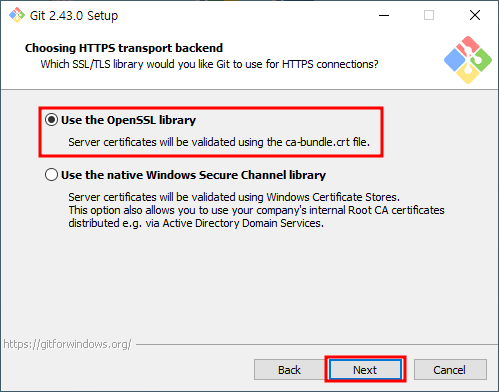 Git 2.43.0 Setup
Choosing HTTPS transport backend
Which SSL/TLS library would you like Git to use for HTTPS connections?
Use the OpenSSL library
Server certificates will be validated using the ca-bundle.crt file.
Use the native Windows Secure Channel library
Server certificates will be validated using Windows Certificate Stores.
This option also allows you to use your company's internal Root CA certificates
distributed e.g. via Active Directory Domain Services.
https://gitforwindows.org/
Back Next Cancel